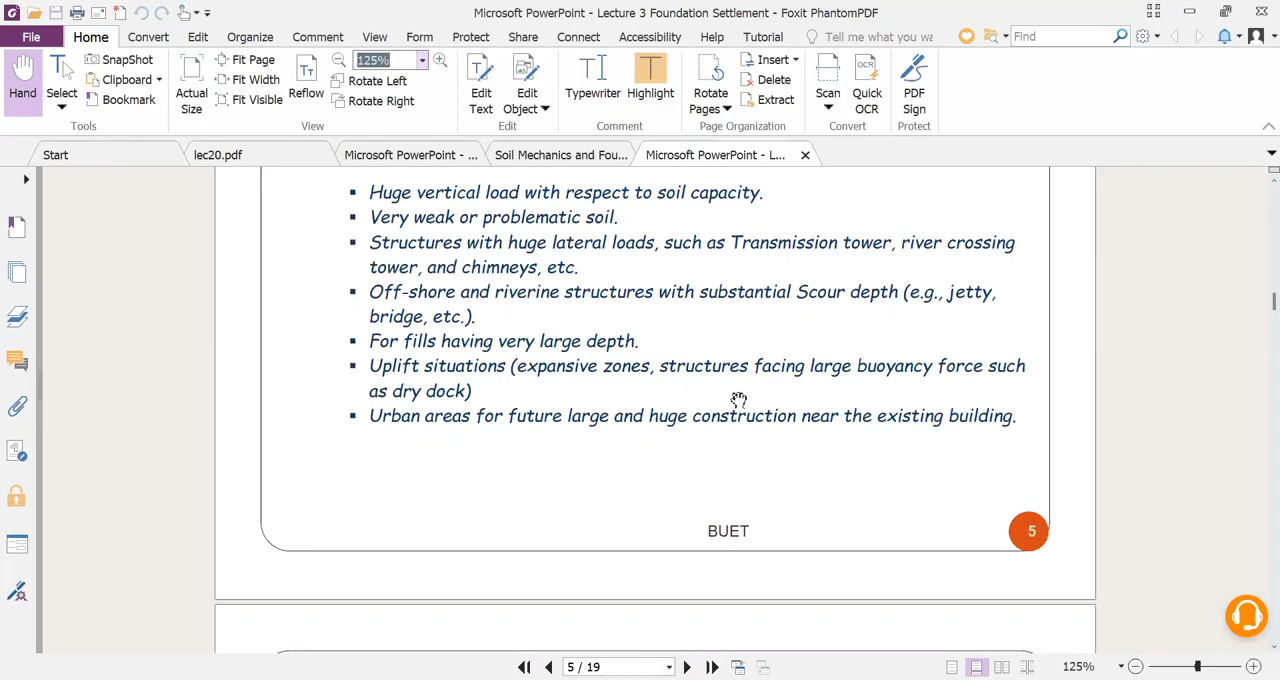 Microsoft PowerPoint - Lecture 3 Foundation Settlement - Foxit PhantomPDF
File Home Convert Edit Organize Comment View Form Protect Share Connect Accessibility Help Tutorial Tell me what you wa Find
SnapShot
Clipboard
Bookmark
Hand Select
Tools
Actual Size
Fit Page
Fit Width
Fit Visible
Reflow
125%
Rotate Left
Rotate Right
View
Edit Text
Edit Object
Edit
Typewriter Highlight
Comment
Rotate Pages
Insert
Delete
Extract
Page Organization
Scan Quick OCR
Convert
PDF Sign
Protect
Start lec20.pdf Microsoft PowerPoint - ... Soil Mechanics and Fou... Microsoft PowerPoint - L...
▪ Huge vertical load with respect to soil capacity.
▪ Very weak or problematic soil.
▪ Structures with huge lateral loads, such as Transmission tower, river crossing
tower, and chimneys, etc.
▪ Off-shore and riverine structures with substantial Scour depth (e.g., jetty,
bridge, etc.).
▪ For fills having very large depth.
▪ Uplift situations (expansive zones, structures facing large buoyancy force such
as dry dock)
▪ Urban areas for future large and huge construction near the existing building.
BUET 5
5 / 19 125%